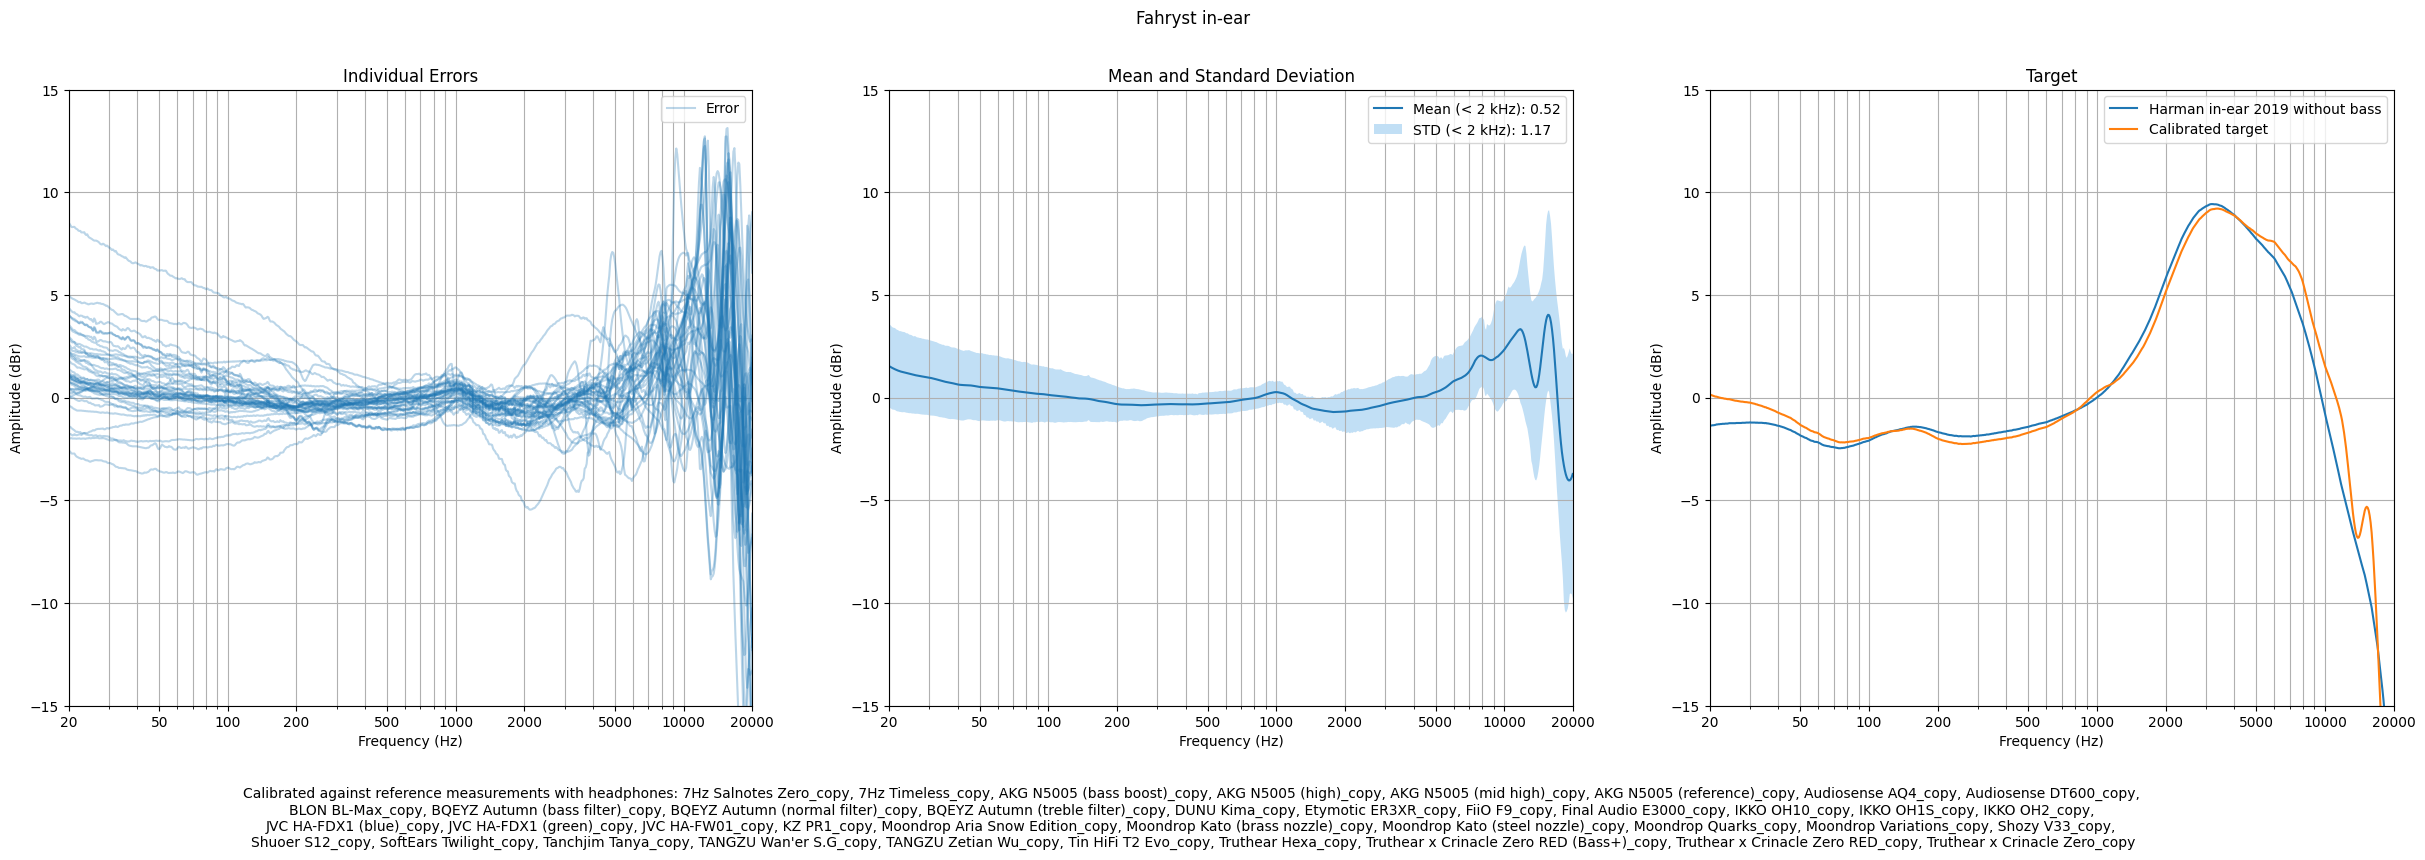 Fahryst in-ear
Individual Errors
Error
15
10
5
0
−5
−10
−15
Amplitude (dBr)
20 50 100 200 500 1000 2000 5000 10000 20000
Frequency (Hz)
Mean and Standard Deviation
Mean (< 2 kHz): 0.52
STD (< 2 kHz): 1.17
15
10
5
0
−5
−10
−15
Amplitude (dBr)
20 50 100 200 500 1000 2000 5000 10000 20000
Frequency (Hz)
Target
Harman in-ear 2019 without bass
Calibrated target
15
10
5
0
−5
−10
−15
Amplitude (dBr)
20 50 100 200 500 1000 2000 5000 10000 20000
Frequency (Hz)
Calibrated against reference measurements with headphones: 7Hz Salnotes Zero_copy, 7Hz Timeless_copy, AKG N5005 (bass boost)_copy, AKG N5005 (high)_copy, AKG N5005 (mid high)_copy, AKG N5005 (reference)_copy, Audiosense AQ4_copy, Audiosense DT600_copy,
BLON BL-Max_copy, BQEYZ Autumn (bass filter)_copy, BQEYZ Autumn (normal filter)_copy, BQEYZ Autumn (treble filter)_copy, DUNU Kima_copy, Etymotic ER3XR_copy, FiiO F9_copy, Final Audio E3000_copy, IKKO OH10_copy, IKKO OH1S_copy, IKKO OH2_copy,
JVC HA-FDX1 (blue)_copy, JVC HA-FDX1 (green)_copy, JVC HA-FW01_copy, KZ PR1_copy, Moondrop Aria Snow Edition_copy, Moondrop Kato (brass nozzle)_copy, Moondrop Kato (steel nozzle)_copy, Moondrop Quarks_copy, Moondrop Variations_copy, Shozy V33_copy,
Shuoer S12_copy, SoftEars Twilight_copy, Tanchjim Tanya_copy, TANGZU Wan'er S.G_copy, TANGZU Zetian Wu_copy, Tin HiFi T2 Evo_copy, Truthear Hexa_copy, Truthear x Crinacle Zero RED (Bass+)_copy, Truthear x Crinacle Zero RED_copy, Truthear x Crinacle Zero_copy